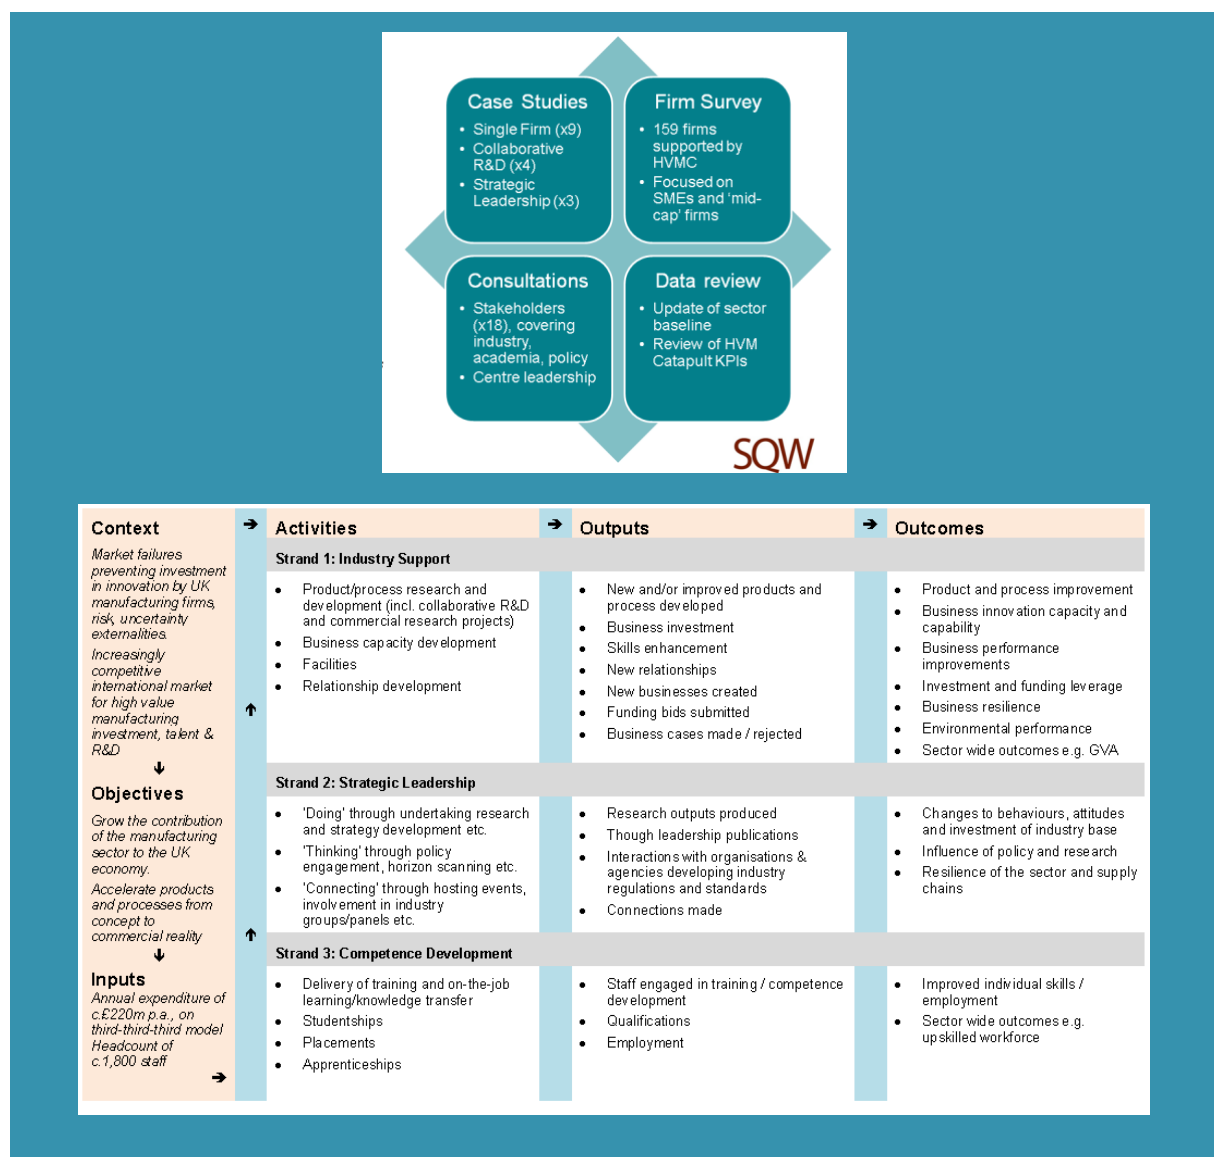 Case Studies
• Single Firm (x9)
• Collaborative
R&D (x4)
• Strategic
Leadership (x3)
Firm Survey
• 159 firms
supported by
HVMC
• Focused on
SMEs and ‘mid-
cap’ firms
Consultations
• Stakeholders
(x18), covering
industry,
academia, policy
• Centre leadership
Data review
• Update of sector
baseline
• Review of HVM
Catapult KPIs
SQW
Context
Market failures
preventing investment
in innovation by UK
manufacturing firms,
risk, uncertainty
externalities.
Increasingly
competitive
international market
for high value
manufacturing
investment, talent &
R&D
Objectives
Grow the contribution
of the manufacturing
sector to the UK
economy.
Accelerate products
and processes from
concept to
commercial reality
Inputs
Annual expenditure of
c.£220m p.a., on
third-third-third model
Headcount of
c.1,800 staff
Activities
Outputs
Outcomes
Strand 1: Industry Support
• Product/process research and
development (incl. collaborative R&D
and commercial research projects)
• Business capacity development
• Facilities
• Relationship development
• New and/or improved products and
process developed
• Business investment
• Skills enhancement
• New relationships
• New businesses created
• Funding bids submitted
• Business cases made / rejected
• Product and process improvement
• Business innovation capacity and
capability
• Business performance
improvements
• Investment and funding leverage
• Business resilience
• Environmental performance
• Sector wide outcomes e.g. GVA
Strand 2: Strategic Leadership
• 'Doing' through undertaking research
and strategy development etc.
• 'Thinking' through policy
engagement, horizon scanning etc.
• 'Connecting' through hosting events,
involvement in industry
groups/panels etc.
• Research outputs produced
• Though leadership publications
• Interactions with organisations &
agencies developing industry
regulations and standards
• Connections made
• Changes to behaviours, attitudes
and investment of industry base
• Influence of policy and research
• Resilience of the sector and supply
chains
Strand 3: Competence Development
• Delivery of training and on-the-job
learning/knowledge transfer
• Studentships
• Placements
• Apprenticeships
• Staff engaged in training / competence
development
• Qualifications
• Employment
• Improved individual skills /
employment
• Sector wide outcomes e.g.
upskilled workforce